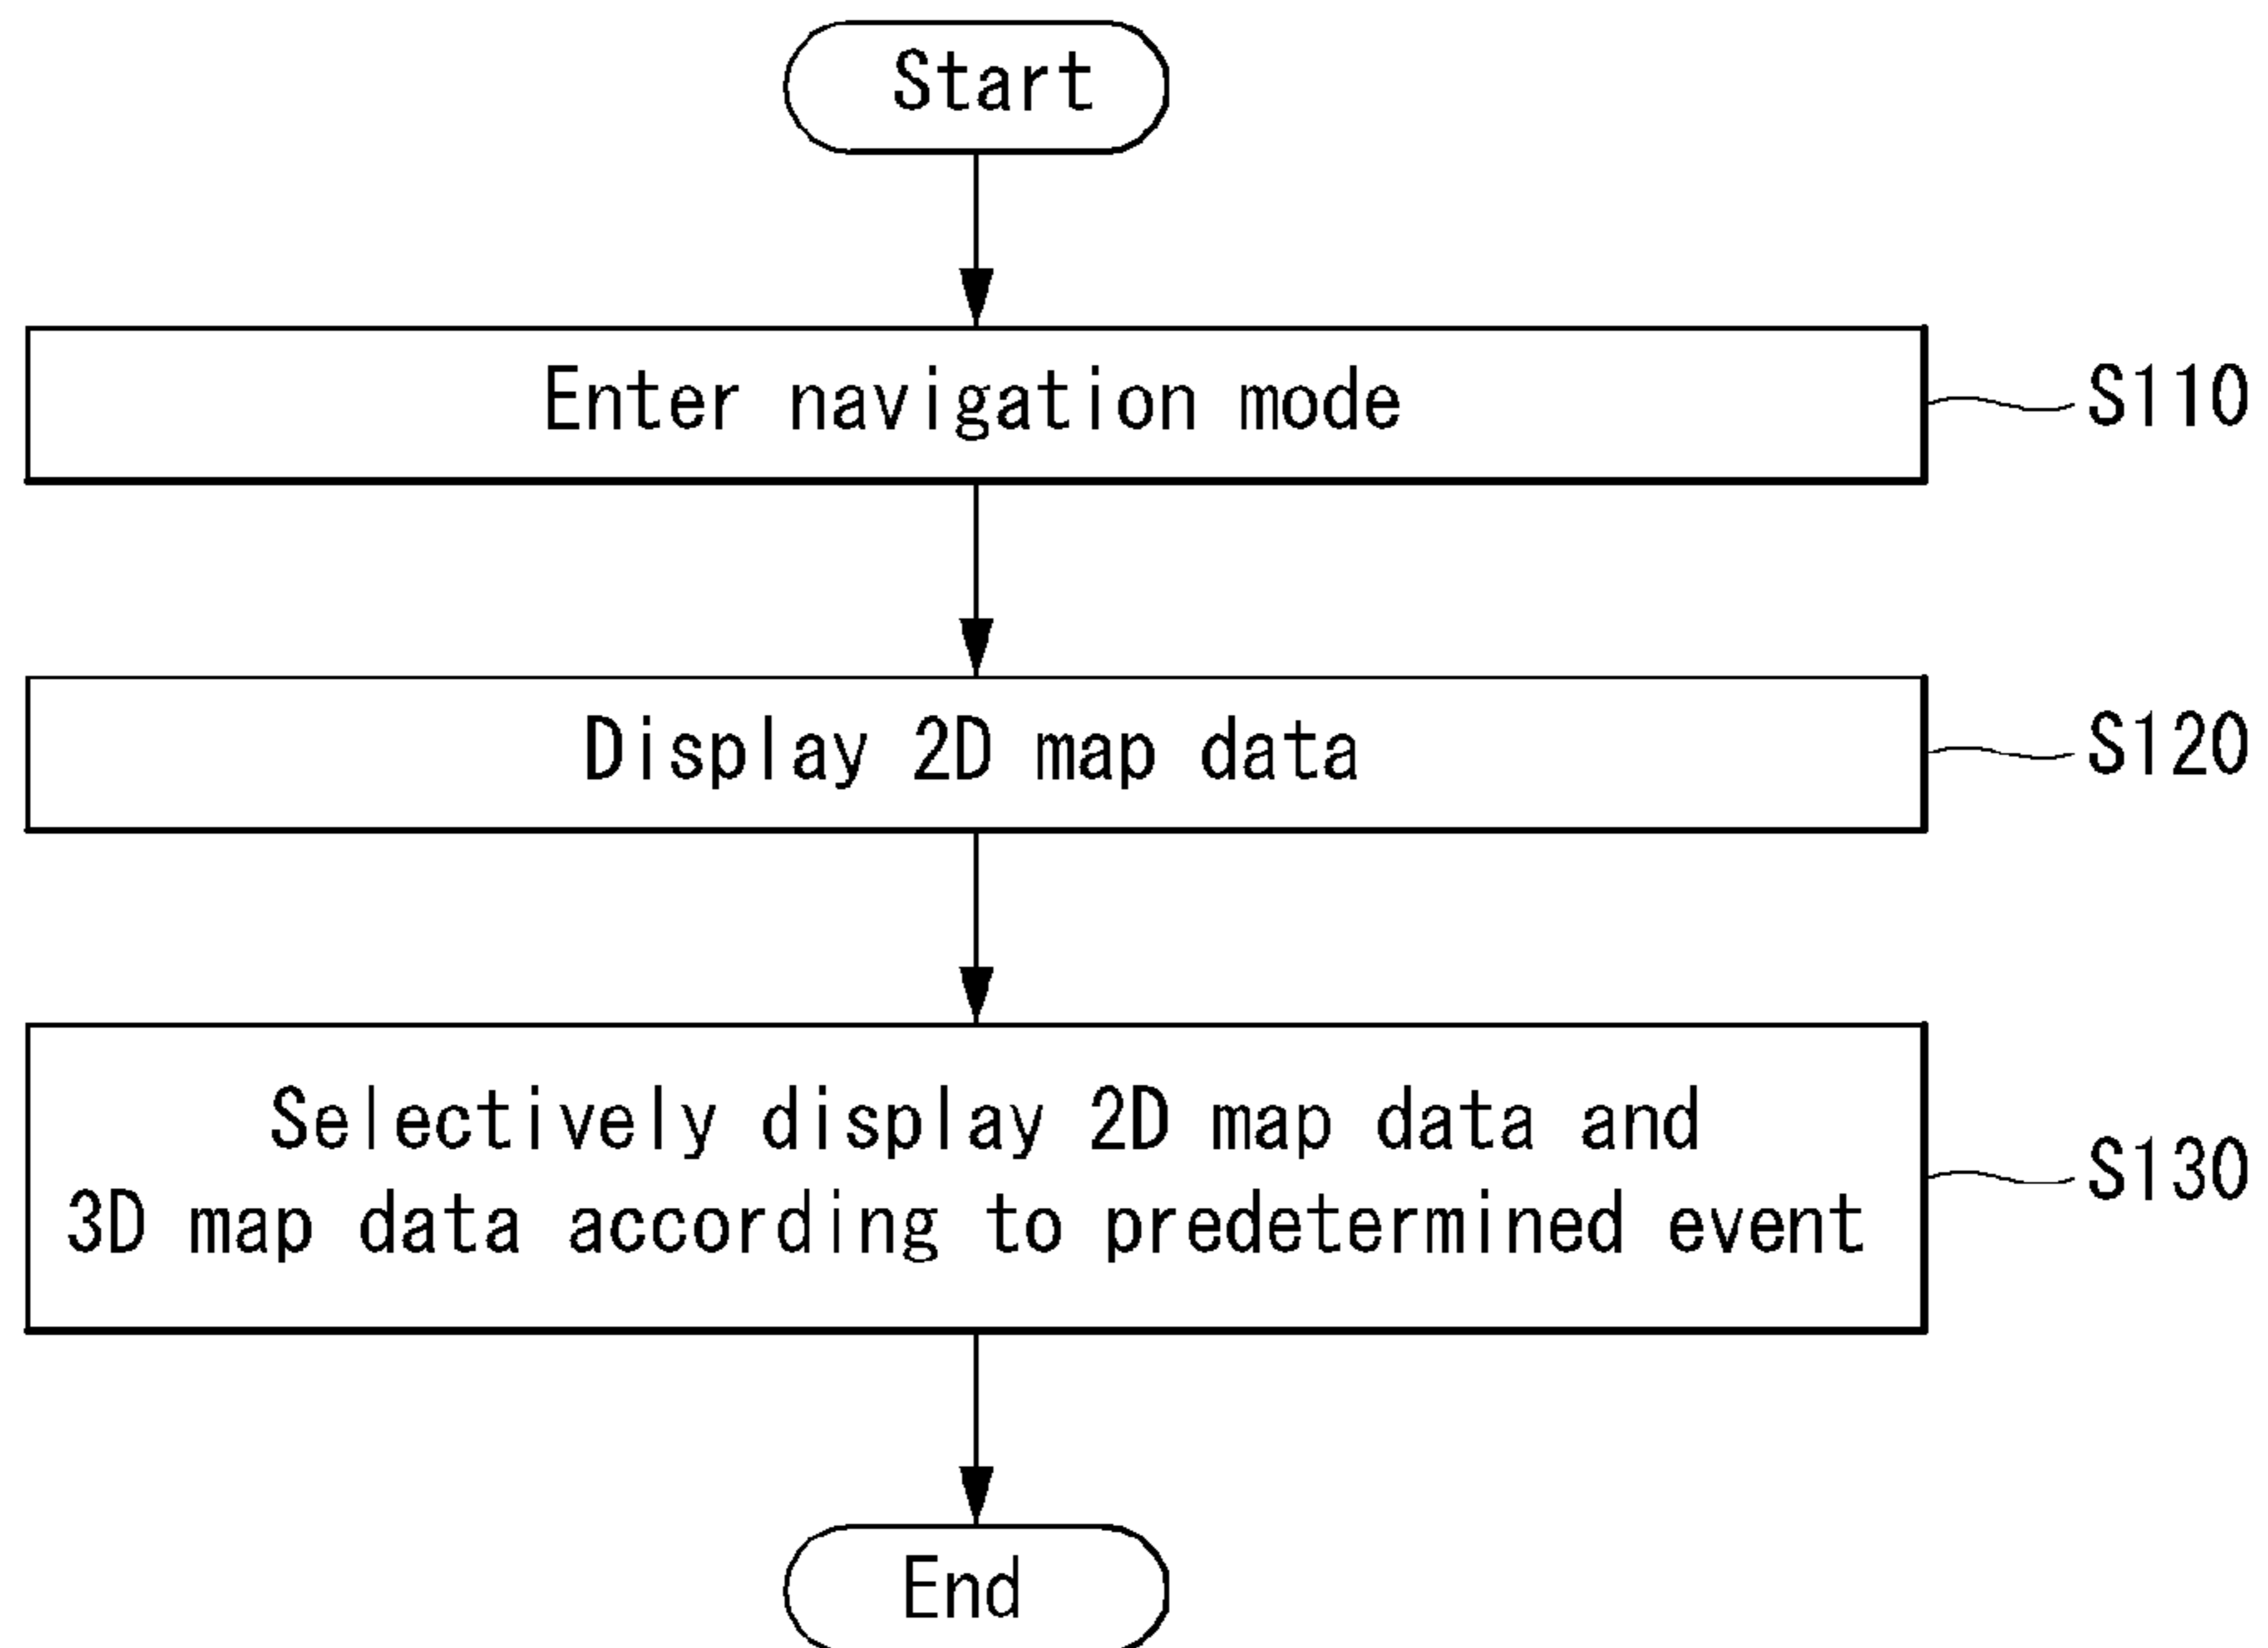 Start
Enter navigation mode
S110
Display 2D map data
S120
Selectively display 2D map data and
3D map data according to predetermined event
S130
End